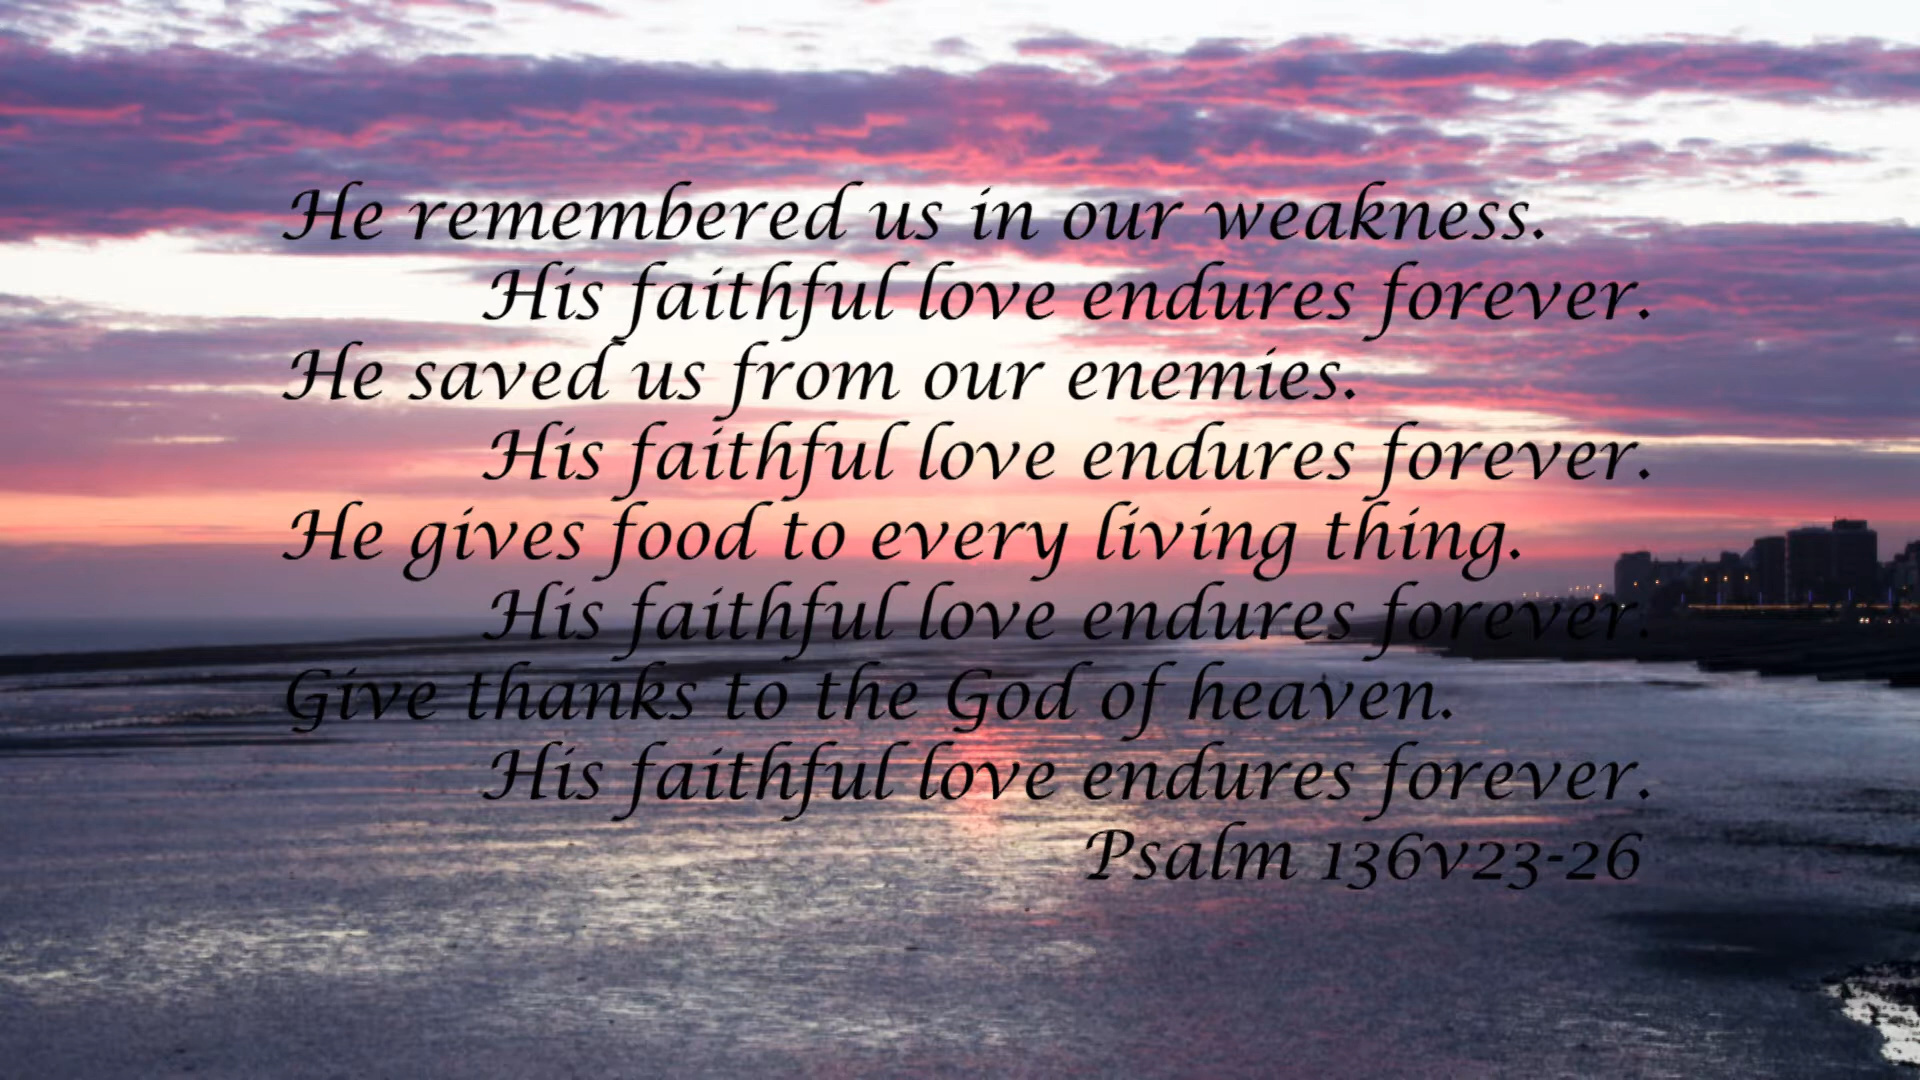 He remembered us in our weakness.
His faithful love endures forever.
He saved us from our enemies.
His faithful love endures forever.
He gives food to every living thing.
His faithful love endures forever.
Give thanks to the God of heaven.
His faithful love endures forever.
Psalm 136v23-26